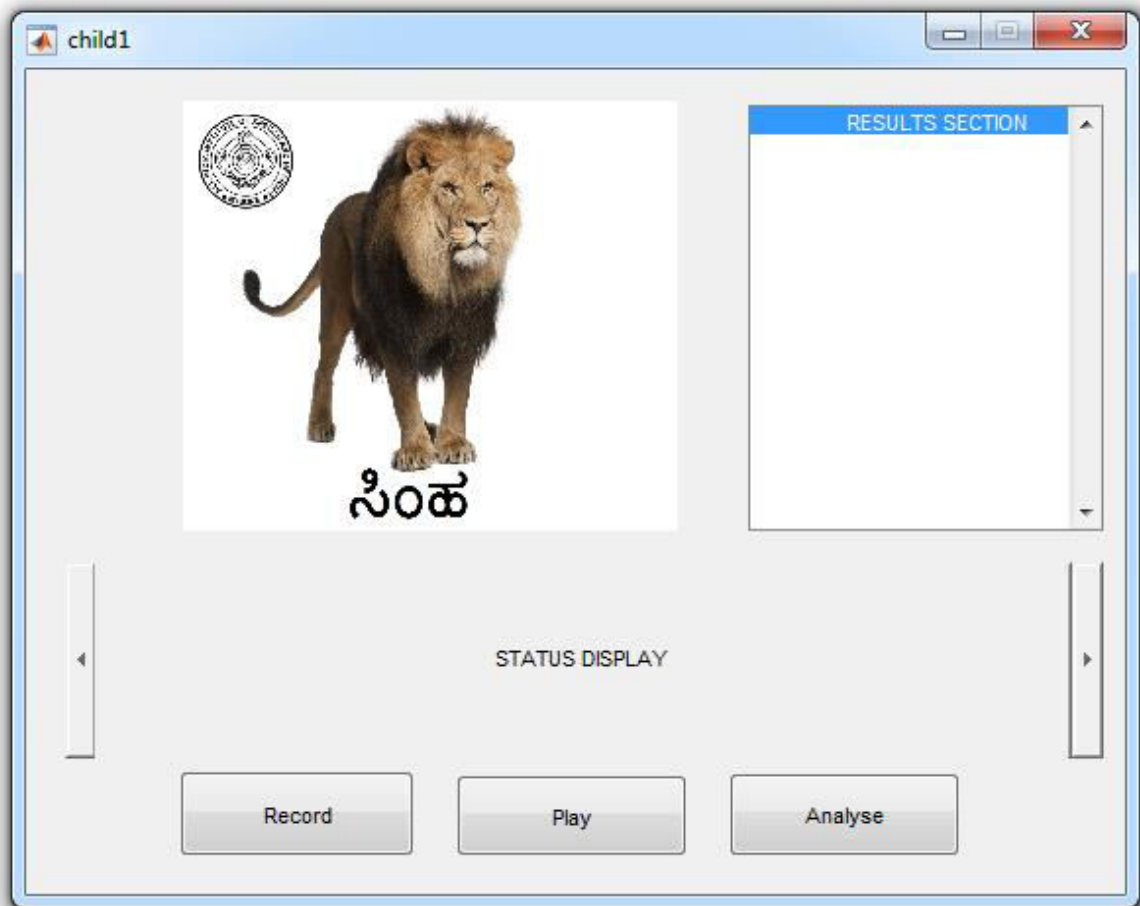 child1
RESULTS SECTION
ಸಿಂಹ
STATUS DISPLAY
Record
Play
Analyse